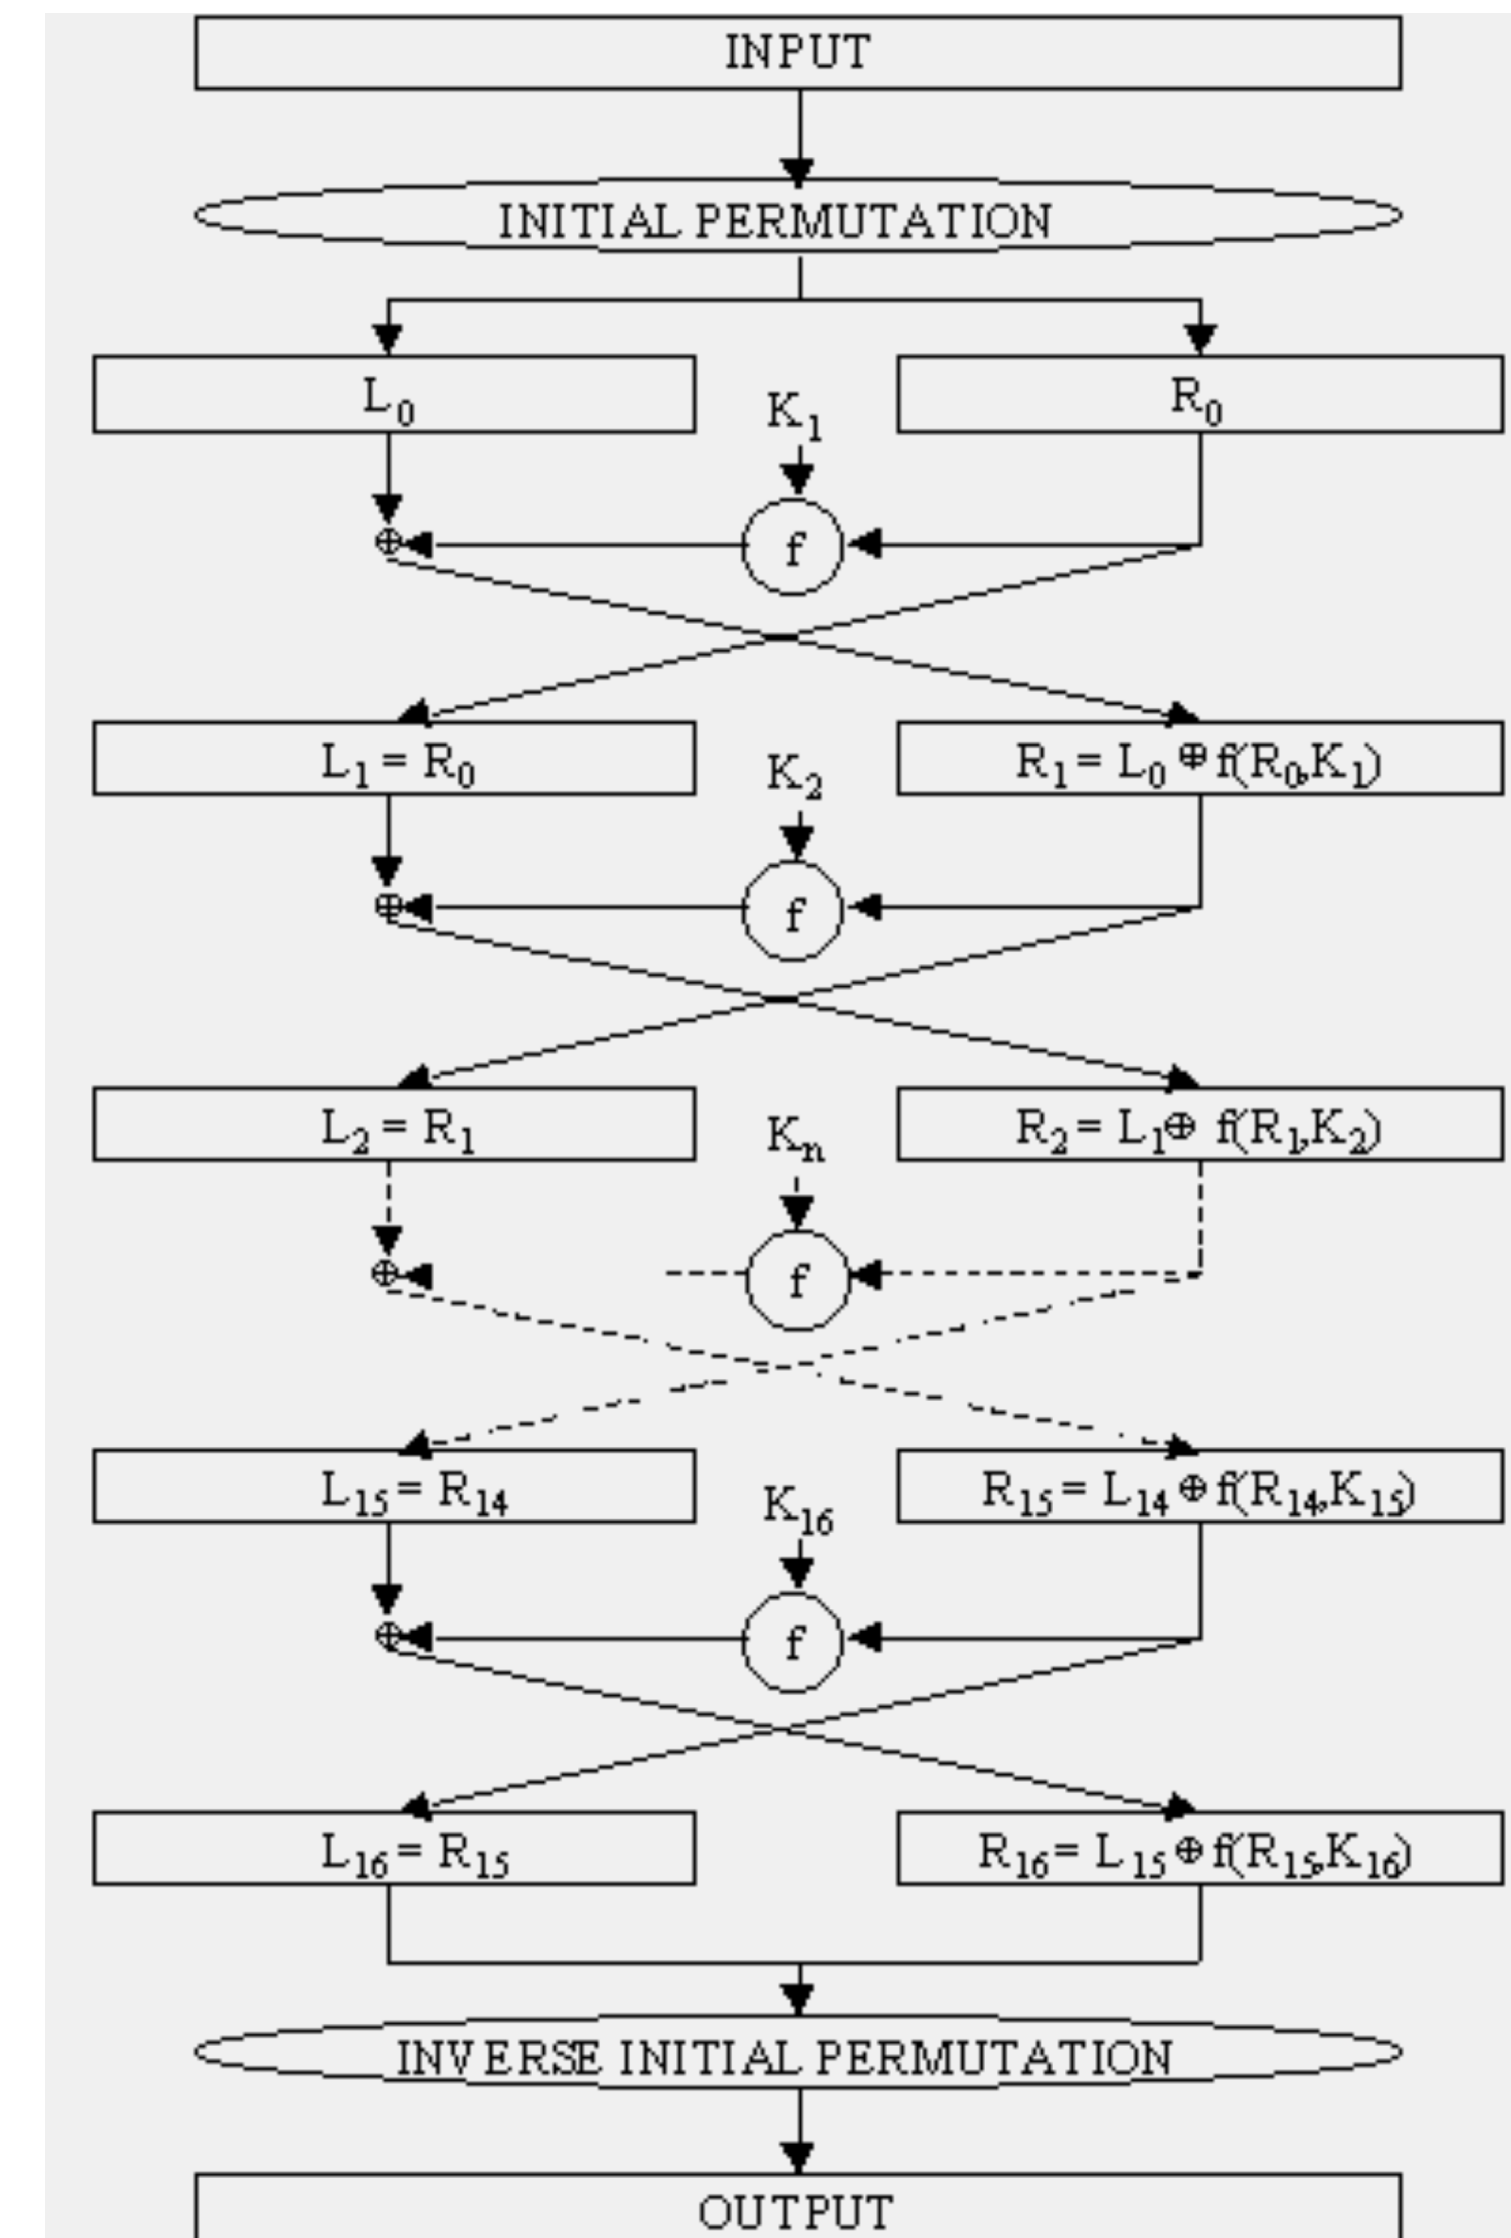 INPUT
INITIAL PERMUTATION
L₀
R₀
K₁
⊕
f
L₁ = R₀
R₁ = L₀ ⊕ f(R₀,K₁)
K₂
⊕
f
L₂ = R₁
R₂ = L₁ ⊕ f(R₁,K₂)
Kₙ
⊕
f
L₁₅ = R₁₄
R₁₅ = L₁₄ ⊕ f(R₁₄,K₁₅)
K₁₆
⊕
f
L₁₆ = R₁₅
R₁₆ = L₁₅ ⊕ f(R₁₅,K₁₆)
INVERSE INITIAL PERMUTATION
OUTPUT